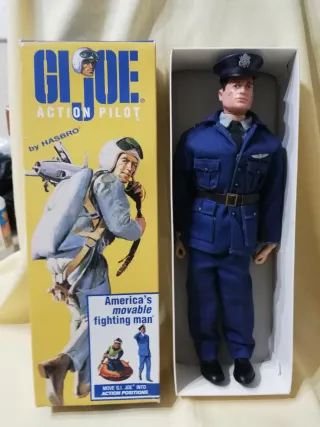 GI JOE®
ACTION PILOT
by HASBRO®
America's
movable
fighting man
MOVE G.I. JOE INTO
ACTION POSITIONS